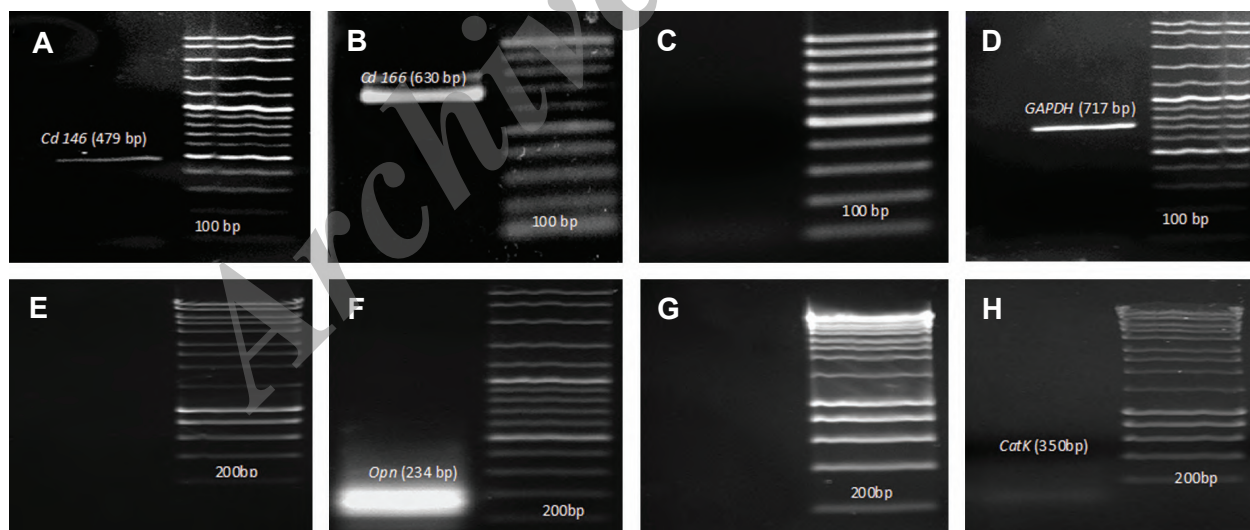 A
Cd 146 (479 bp)
100 bp
B
Cd 166 (630 bp)
100 bp
C
100 bp
D
GAPDH (717 bp)
100 bp
E
200bp
F
Opn (234 bp)
200bp
G
200bp
H
CatK (350bp)
200bp
Archive